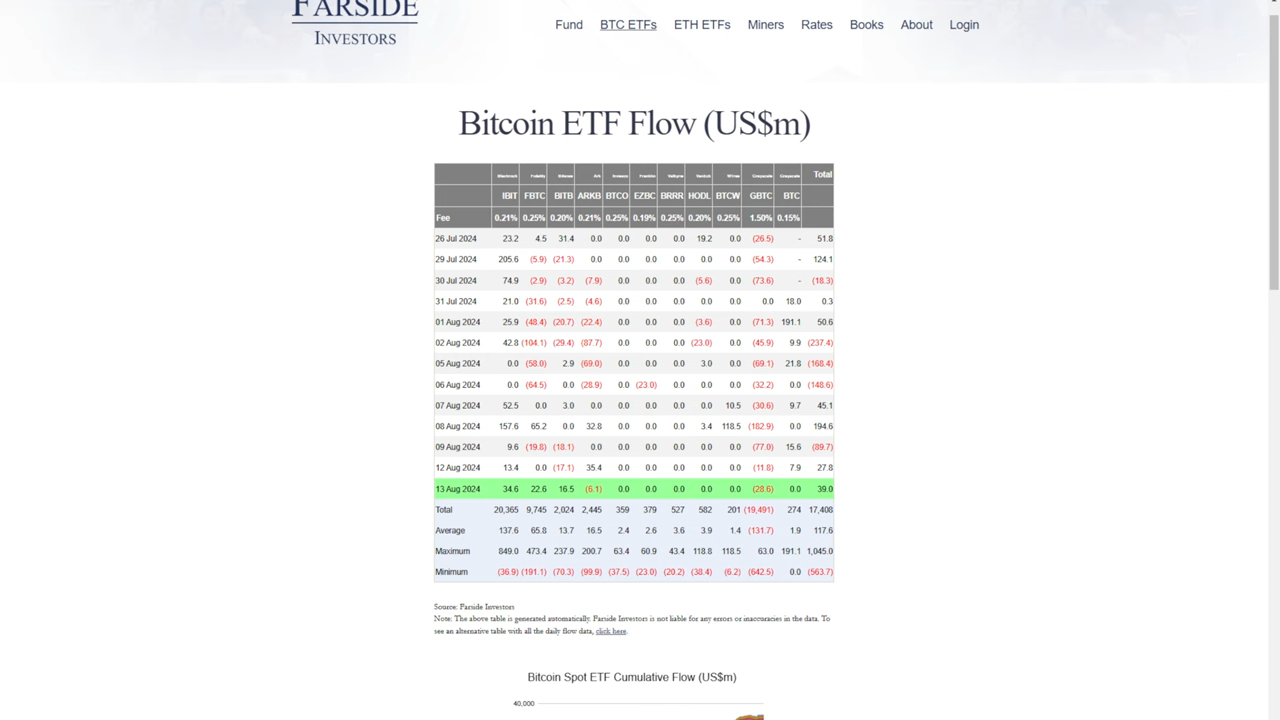 FARSIDE
INVESTORS
Fund BTC ETFs ETH ETFs Miners Rates Books About Login
Bitcoin ETF Flow (US$m)
Blackrock Fidelity Bitwise Ark Invesco Franklin Valkyrie VanEck WTree Grayscale Grayscale Total
IBIT FBTC BITB ARKB BTCO EZBC BRRR HODL BTCW GBTC BTC
Fee 0.21% 0.25% 0.20% 0.21% 0.25% 0.19% 0.25% 0.20% 0.25% 1.50% 0.15%
26 Jul 2024 23.2 4.5 31.4 0.0 0.0 0.0 0.0 19.2 0.0 (26.5) - 51.8
29 Jul 2024 205.6 (5.9) (21.3) 0.0 0.0 0.0 0.0 0.0 0.0 (54.3) - 124.1
30 Jul 2024 74.9 (2.9) (3.2) (7.9) 0.0 0.0 0.0 (5.6) 0.0 (73.6) - (18.3)
31 Jul 2024 21.0 (31.6) (2.5) (4.6) 0.0 0.0 0.0 0.0 0.0 0.0 18.0 0.3
01 Aug 2024 25.9 (48.4) (20.7) (22.4) 0.0 0.0 0.0 (3.6) 0.0 (71.3) 191.1 50.6
02 Aug 2024 42.8 (104.1) (29.4) (87.7) 0.0 0.0 0.0 (23.0) 0.0 (45.9) 9.9 (237.4)
05 Aug 2024 0.0 (58.0) 2.9 (69.0) 0.0 0.0 0.0 3.0 0.0 (69.1) 21.8 (168.4)
06 Aug 2024 0.0 (64.5) 0.0 (28.9) 0.0 (23.0) 0.0 0.0 0.0 (32.2) 0.0 (148.6)
07 Aug 2024 52.5 0.0 3.0 0.0 0.0 0.0 0.0 0.0 10.5 (30.6) 9.7 45.1
08 Aug 2024 157.6 65.2 0.0 32.8 0.0 0.0 0.0 3.4 118.5 (182.9) 0.0 194.6
09 Aug 2024 9.6 (19.8) (18.1) 0.0 0.0 0.0 0.0 0.0 0.0 (77.0) 15.6 (89.7)
12 Aug 2024 13.4 0.0 (17.1) 35.4 0.0 0.0 0.0 0.0 0.0 (11.8) 7.9 27.8
13 Aug 2024 34.6 22.6 16.5 (6.1) 0.0 0.0 0.0 0.0 0.0 (28.6) 0.0 39.0
Total 20,365 9,745 2,024 2,445 359 379 527 582 201 (19,491) 274 17,408
Average 137.6 65.8 13.7 16.5 2.4 2.6 3.6 3.9 1.4 (131.7) 1.9 117.6
Maximum 849.0 473.4 237.9 200.7 63.4 60.9 43.4 118.8 118.5 63.0 191.1 1,045.0
Minimum (36.9) (191.1) (70.3) (99.9) (37.5) (23.0) (20.2) (38.4) (6.2) (642.5) 0.0 (563.7)
Source: Farside Investors
Note: The above table is generated automatically. Farside Investors is not liable for any errors or inaccuracies in the data. To
see an alternative table with all the daily flow data, click here.
Bitcoin Spot ETF Cumulative Flow (US$m)
40,000